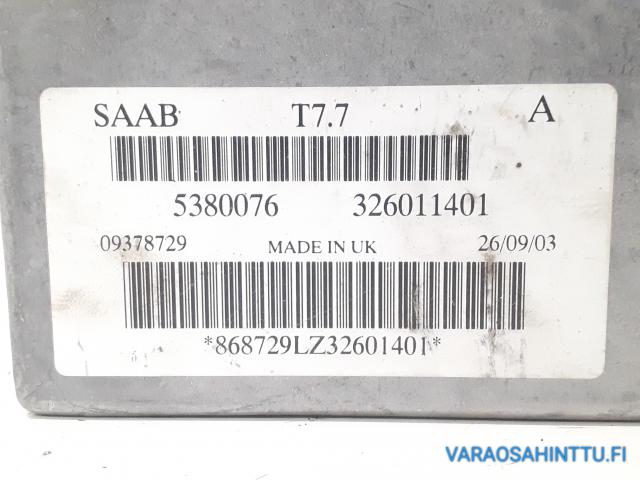 SAAB T7.7 A
5380076 326011401
09378729 MADE IN UK 26/09/03
*868729LZ32601401*
VARAOSAHINTTU.FI